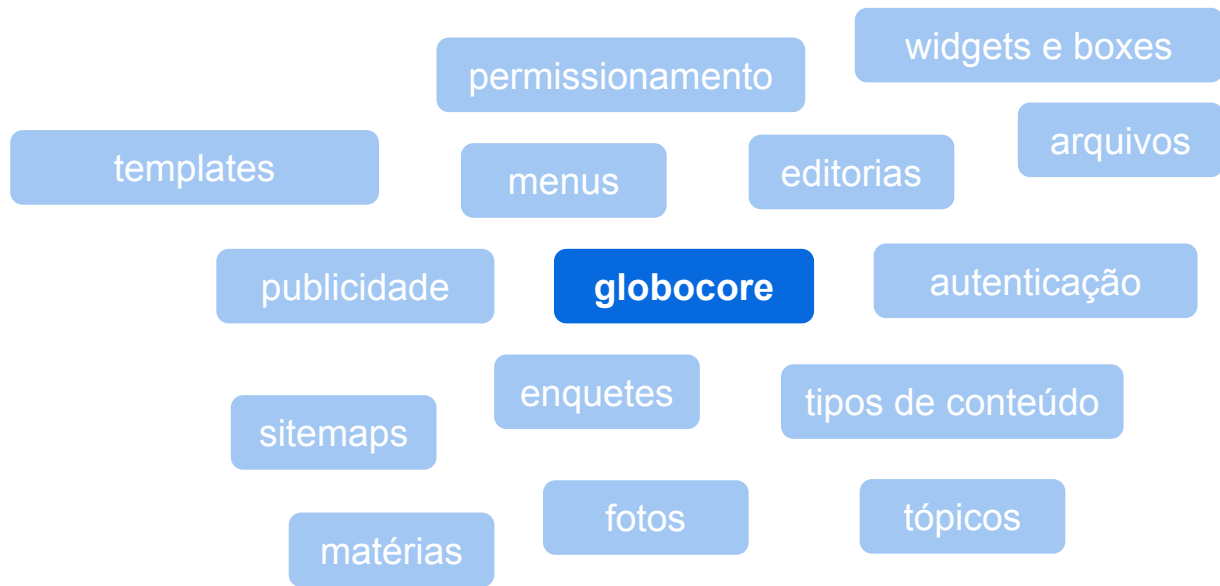 widgets e boxes
permissionamento
arquivos
templates
menus
editorias
publicidade
globocore
autenticação
enquetes
tipos de conteúdo
sitemaps
fotos
tópicos
matérias